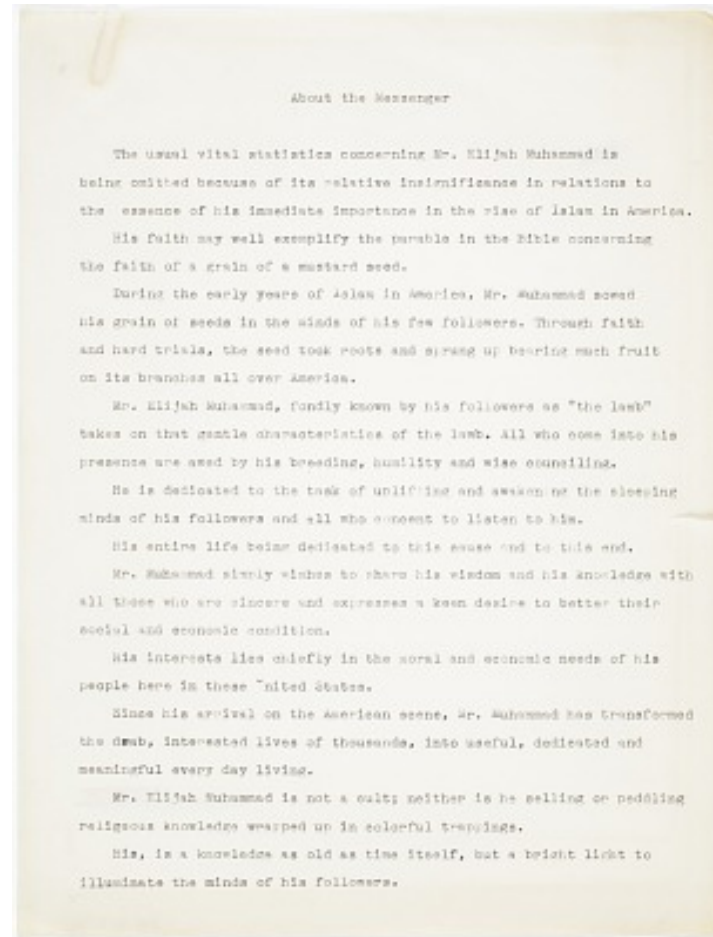 About the Messenger
The usual vital statistics concerning Mr. Elijah Muhammad is
being omitted because of its relative insignificance in relations to
the essence of his immediate importance in the rise of Islam in America.
His faith may well exemplify the parable in the Bible concerning
the faith of a grain of a mustard seed.
During the early years of Islam in America, Mr. Muhammad sowed
his grain of seeds in the minds of his few followers. Through faith
and hard trials, the seed took roots and sprang up bearing much fruit
on its branches all over America.
Mr. Elijah Muhammad, fondly known by his followers as "the lamb"
takes on that gentle characteristics of the lamb. All who come into his
presence are awed by his breeding, humility and wise counsiling.
He is dedicated to the task of uplifting and awaken ng the sleeping
minds of his followers and all who consent to listen to him.
His entire life being dedicated to this cause and to this end.
Mr. Muhammad simply wishes to share his wisdom and his knowledge with
all those who are sincere and expresses a keen desire to better their
social and economic condition.
His interests lies chiefly in the moral and economic needs of his
people here in these nited States.
Since his arrival on the American scene, Mr. Muhammad has transformed
the drab, interested lives of thousands, into useful, dedicated and
meaningful every day living.
Mr. Elijah Muhammad is not a cult; neither is he selling or peddling
religous knowledge wrapped up in colorful trappings.
His, is a knowledge as old as time itself, but a bright light to
illuminate the minds of his followers.